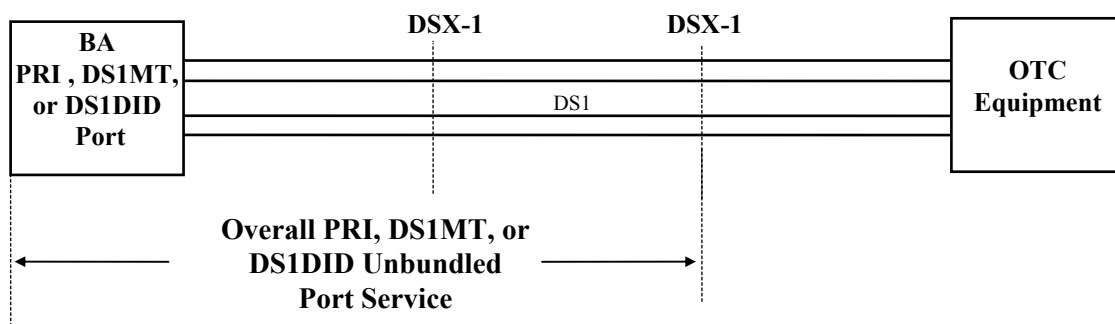 DSX-1
DSX-1
BA
PRI , DS1MT,
or DS1DID
Port
DS1
OTC
Equipment
Overall PRI, DS1MT, or
DS1DID Unbundled
Port Service